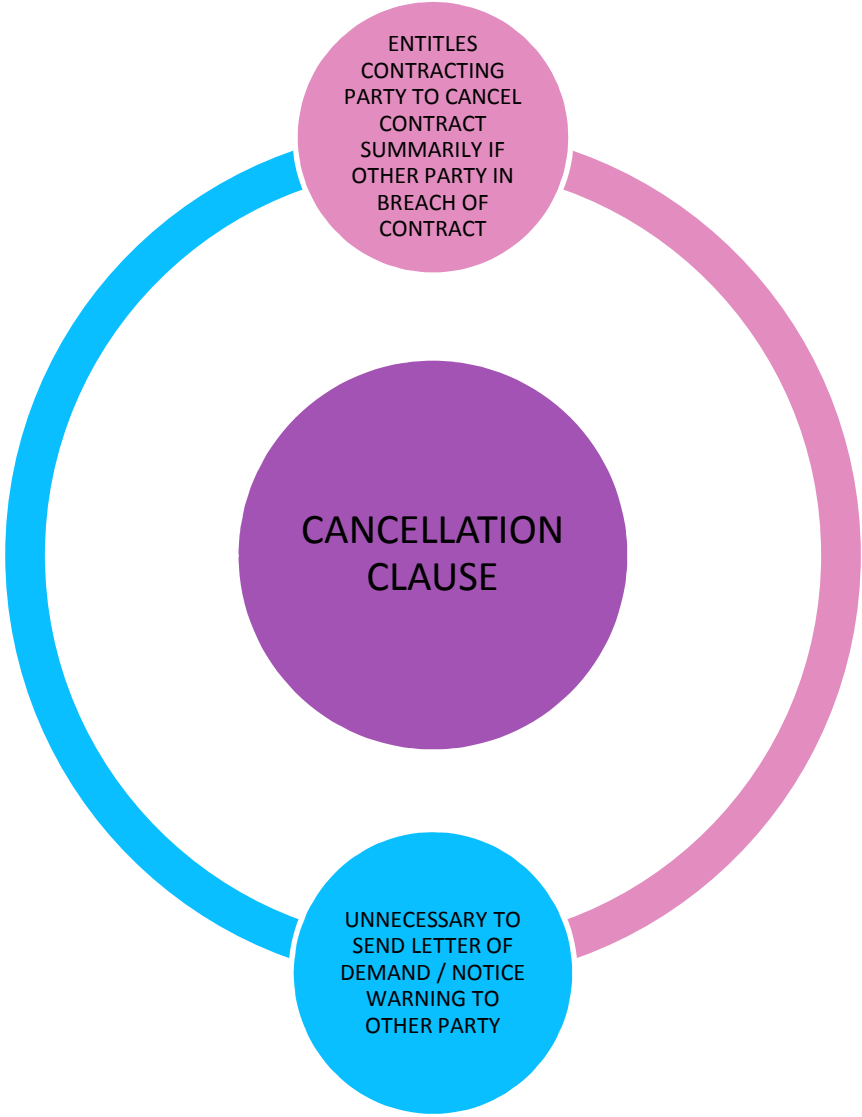 ENTITLES
CONTRACTING
PARTY TO CANCEL
CONTRACT
SUMMARILY IF
OTHER PARTY IN
BREACH OF
CONTRACT
CANCELLATION
CLAUSE
UNNECESSARY TO
SEND LETTER OF
DEMAND / NOTICE
WARNING TO
OTHER PARTY